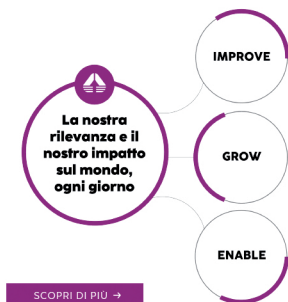 IMPROVE
La nostra
rilevanza e il
nostro impatto
sul mondo,
ogni giorno
GROW
ENABLE
SCOPRI DI PIÙ →